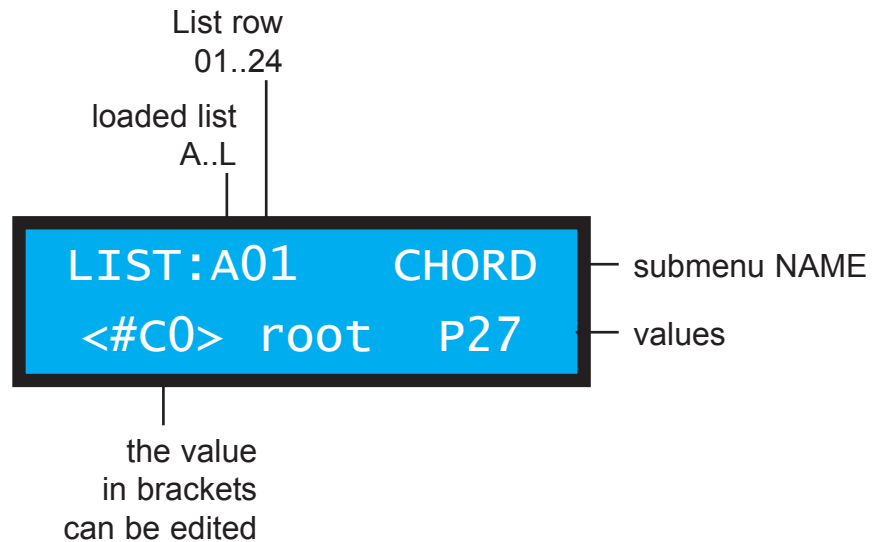 List row
01..24
loaded list
A..L
LIST:A01 CHORD
submenu NAME
<#C0> root P27
values
the value
in brackets
can be edited